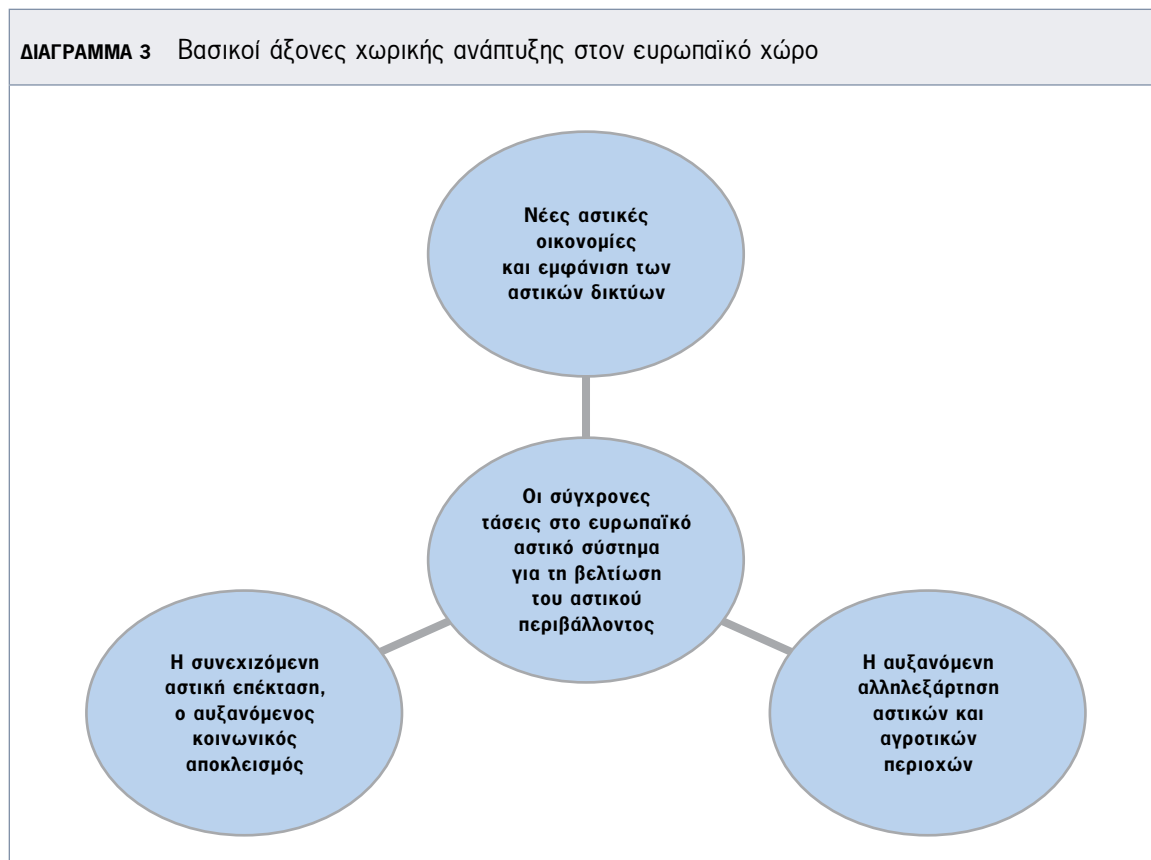 ΔΙΑΓΡΑΜΜΑ 3 Βασικοί άξονες χωρικής ανάπτυξης στον ευρωπαϊκό χώρο
Νέες αστικές
οικονομίες
και εμφάνιση των
αστικών δικτύων
Οι σύγχρονες
τάσεις στο ευρωπαϊκό
αστικό σύστημα
για τη βελτίωση
του αστικού
περιβάλλοντος
Η συνεχιζόμενη
αστική επέκταση,
ο αυξανόμενος
κοινωνικός
αποκλεισμός
Η αυξανόμενη
αλληλεξάρτηση
αστικών και
αγροτικών
περιοχών